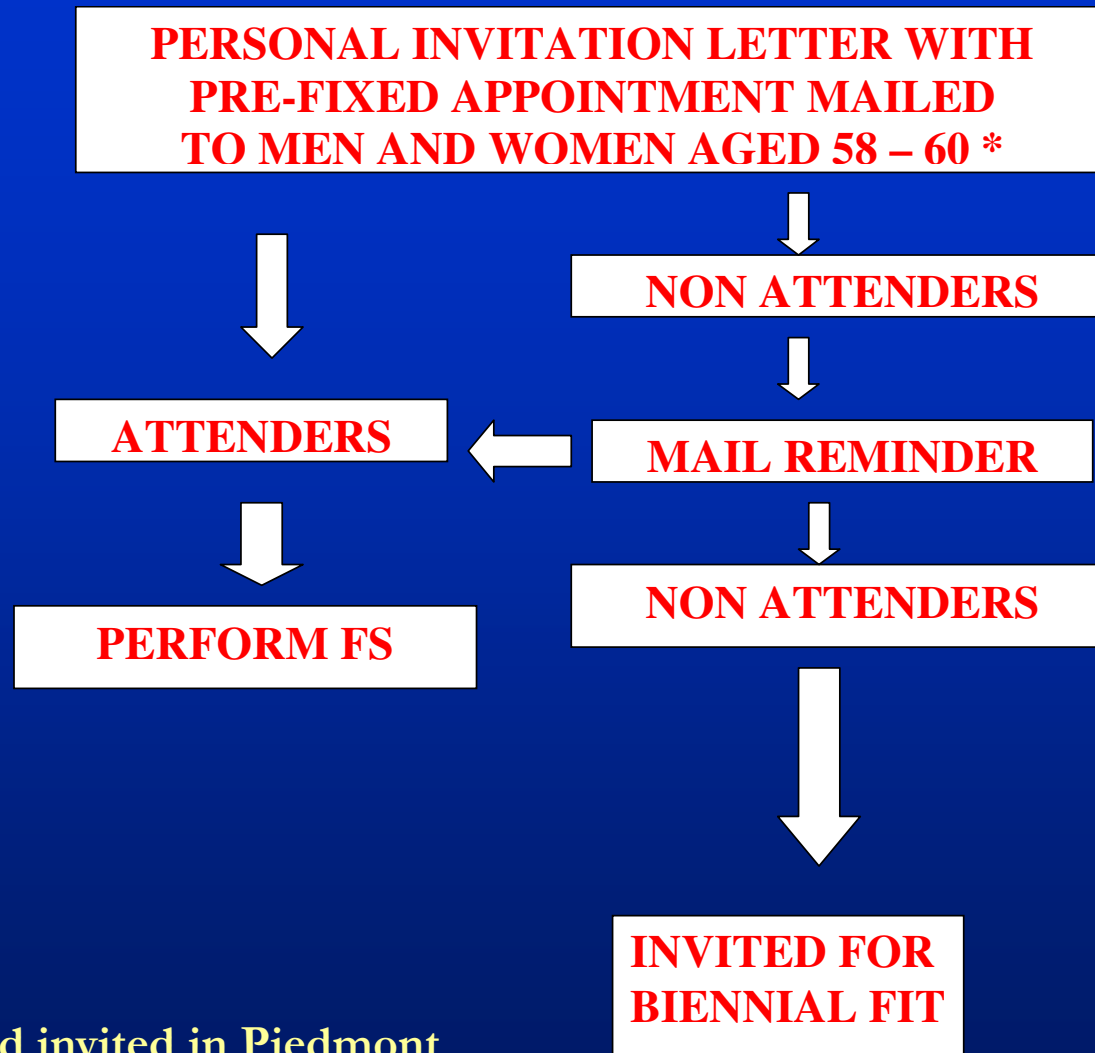 PERSONAL INVITATION LETTER WITH
PRE-FIXED APPOINTMENT MAILED
TO MEN AND WOMEN AGED 58 – 60 *
NON ATTENDERS
ATTENDERS
MAIL REMINDER
NON ATTENDERS
PERFORM FS
INVITED FOR
BIENNIAL FIT
invited in Piedmont